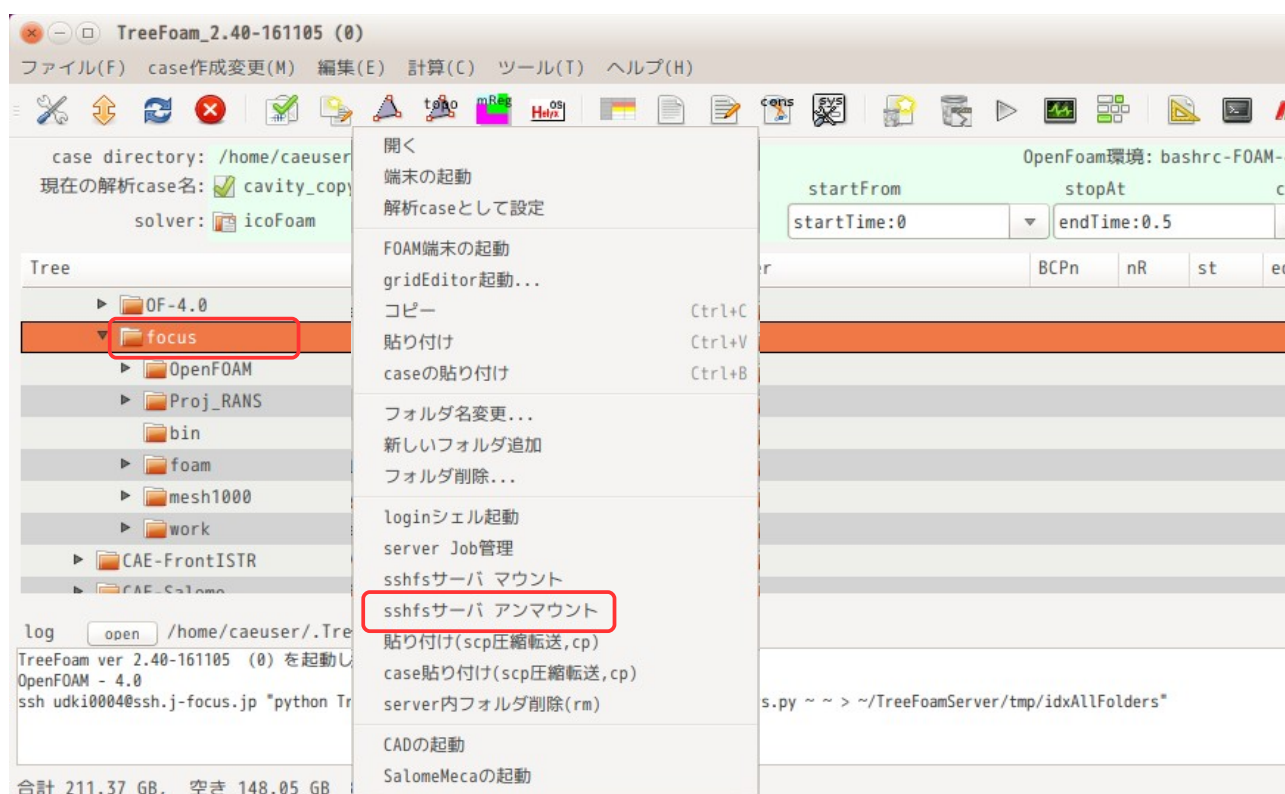 TreeFoam_2.40-161105 (0)
ファイル(F) case作成変更(M) 編集(E) 計算(C) ツール(T) ヘルプ(H)
topo mReg Helyx OS cons sys
case directory: /home/caeuser
OpenFoam環境: bashrc-FOAM-
現在の解析case名: cavity_copy
startFrom stopAt
solver: icoFoam
startTime:0 endTime:0.5
Tree BCPn nR st
OF-4.0
focus
OpenFOAM
Proj_RANS
bin
foam
mesh1000
work
CAE-FrontISTR
CAE-Salome
開く
端末の起動
解析caseとして設定
FOAM端末の起動
gridEditor起動...
コピー Ctrl+C
貼り付け Ctrl+V
caseの貼り付け Ctrl+B
フォルダ名変更...
新しいフォルダ追加
フォルダ削除...
loginシェル起動
server Job管理
sshfsサーバ マウント
sshfsサーバ アンマウント
貼り付け(scp圧縮転送,cp)
case貼り付け(scp圧縮転送,cp)
server内フォルダ削除(rm)
CADの起動
SalomeMecaの起動
log open /home/caeuser/.Tre
TreeFoam ver 2.40-161105 (0) を起動し
OpenFOAM - 4.0
ssh udki0004@ssh.j-focus.jp "python Tr s.py ~ ~ > ~/TreeFoamServer/tmp/idxAllFolders"
合計 211.37 GB, 空き 148.05 GB